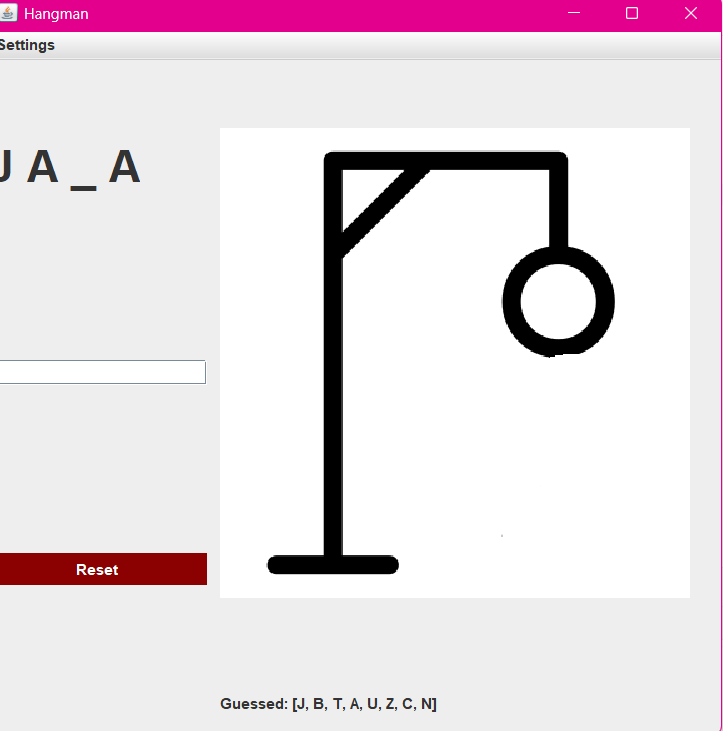 Hangman
Settings
A _ A
Reset
Guessed: [J, B, T, A, U, Z, C, N]